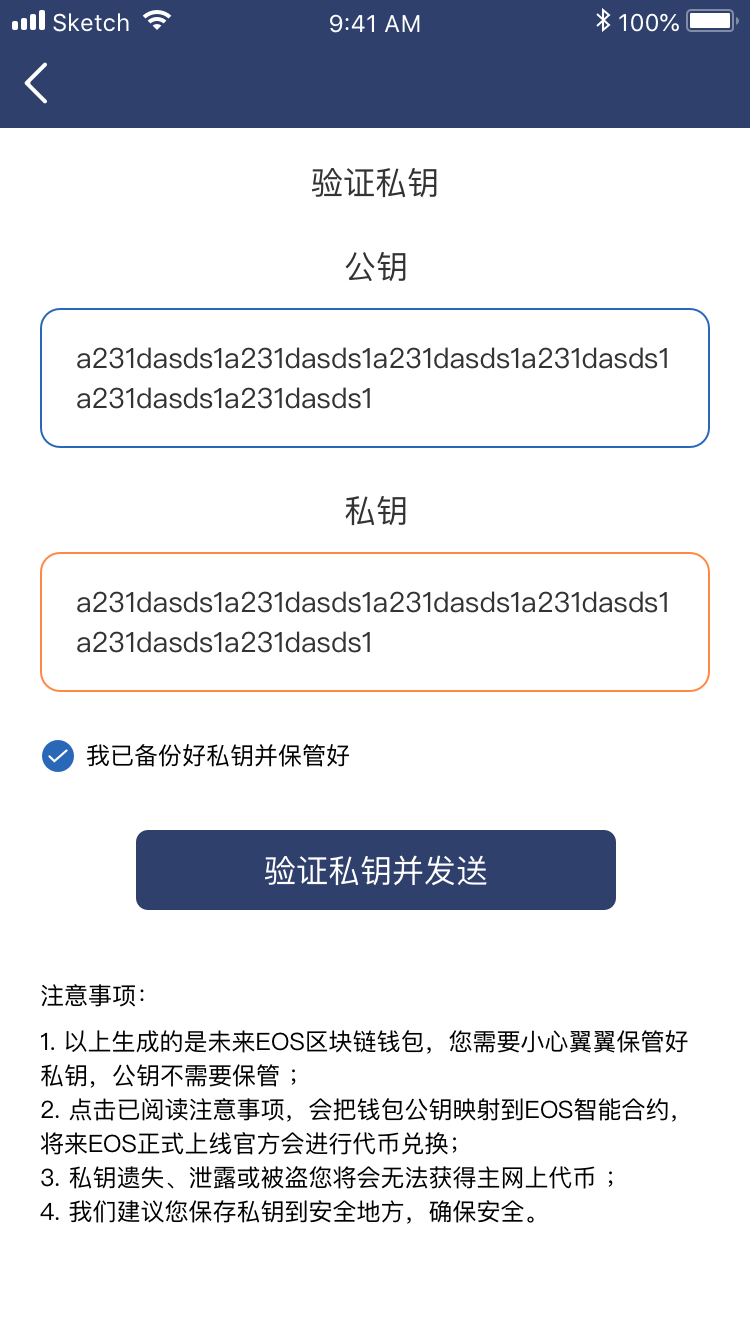 Sketch 9:41 AM 100%
验证私钥
公钥
a231dasds1a231dasds1a231dasds1a231dasds1
a231dasds1a231dasds1
私钥
a231dasds1a231dasds1a231dasds1a231dasds1
a231dasds1a231dasds1
我已备份好私钥并保管好
验证私钥并发送
注意事项：
1. 以上生成的是未来EOS区块链钱包，您需要小心翼翼保管好
私钥，公钥不需要保管 ；
2. 点击已阅读注意事项，会把钱包公钥映射到EOS智能合约，
将来EOS正式上线官方会进行代币兑换；
3. 私钥遗失、泄露或被盗您将会无法获得主网上代币 ；
4. 我们建议您保存私钥到安全地方，确保安全。